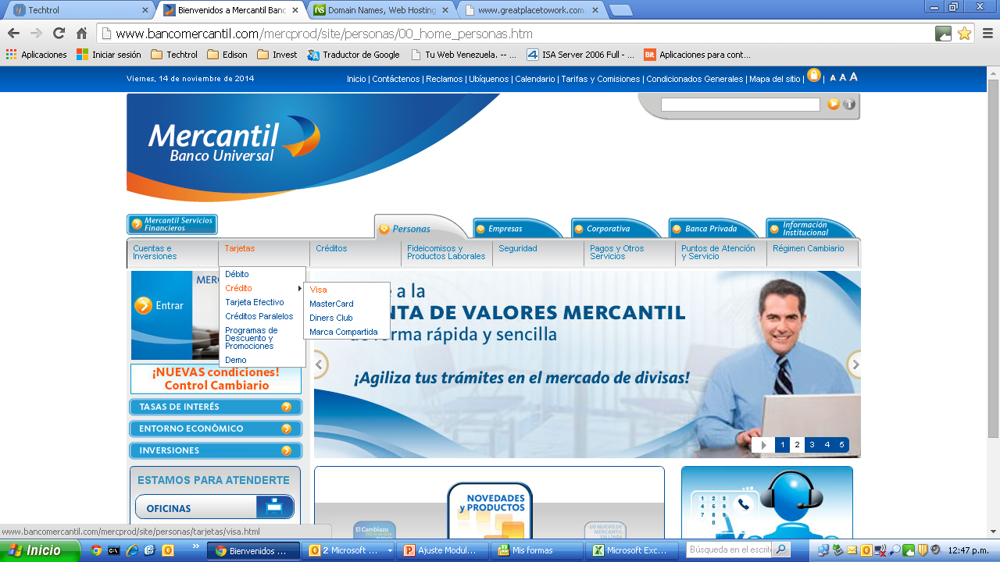 Techtrol
Bienvenidos a Mercantil Banc
Domain Names, Web Hosting
www.greatplacetowork.com.
www.bancomercantil.com/mercprod/site/personas/00_home_personas.htm
Aplicaciones
Iniciar sesión
Techtrol
Edison
Invest
Traductor de Google
Tu Web Venezuela. -- ...
ISA Server 2006 Full - ...
Aplicaciones para cont...
Viernes, 14 de noviembre de 2014
Inicio | Contáctenos | Reclamos | Ubíquenos | Calendario | Tarifas y Comisiones | Condicionados Generales | Mapa del sitio | | A A A
Mercantil
Banco Universal
Mercantil Servicios
Financieros
Personas
Empresas
Corporativa
Banca Privada
Información
Institucional
Cuentas e
Inversiones
Tarjetas
Créditos
Fideicomisos y
Productos Laborales
Seguridad
Pagos y Otros
Servicios
Puntos de Atención
y Servicio
Régimen Cambiario
Débito
Crédito
Tarjeta Efectivo
Créditos Paralelos
Programas de
Descuento y
Promociones
Demo
Visa
MasterCard
Diners Club
Marca Compartida
MERC
Entrar
e a la
NTA DE VALORES MERCANTIL
de forma rápida y sencilla
¡Agiliza tus trámites en el mercado de divisas!
1 2 3 4 5
¡NUEVAS condiciones!
Control Cambiario
TASAS DE INTERÉS
ENTORNO ECONÓMICO
INVERSIONES
ESTAMOS PARA ATENDERTE
OFICINAS
NOVEDADES
y PRODUCTOS
El Cambiazo
LO NUEVO DE
MERCANTIL
EN LÍNEA
www.bancomercantil.com/mercprod/site/personas/tarjetas/vi
Inicio
»
Bienvenidos ...
2 Microsoft ...
Ajuste Modul...
Mis formas
Microsoft Exc...
Búsqueda en el escrito
12:47 p.m.